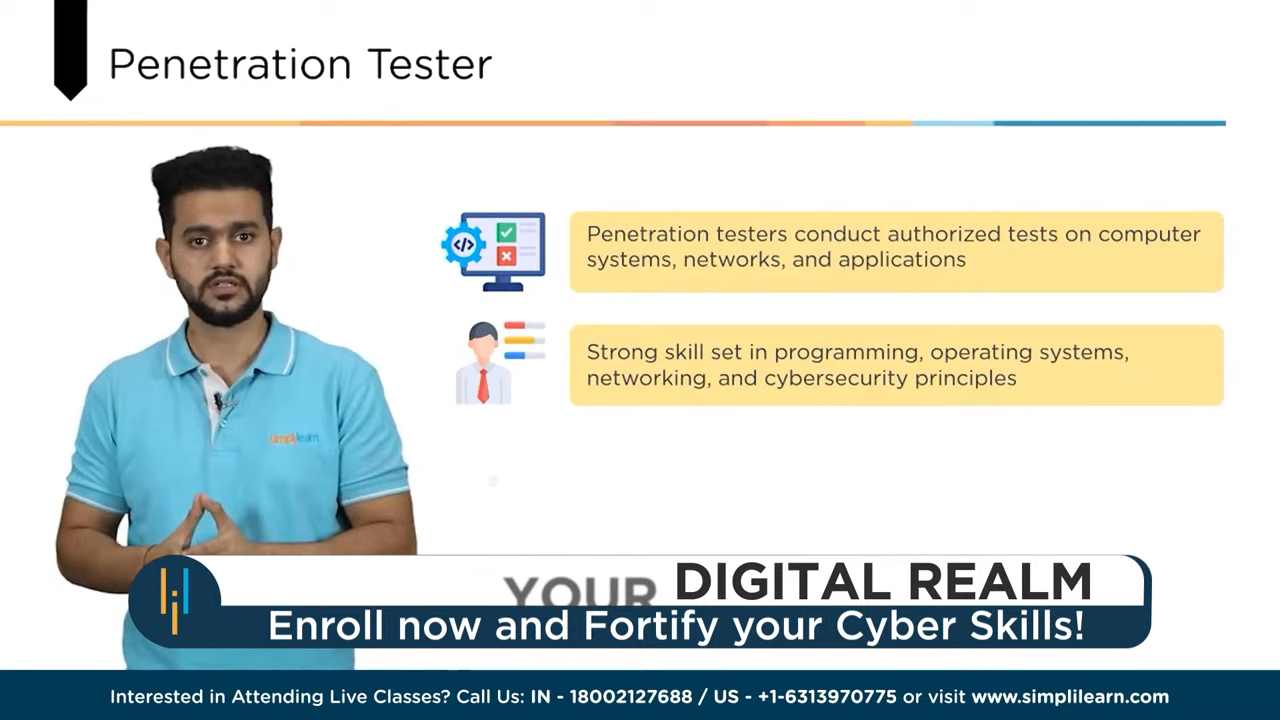 Penetration Tester
Penetration testers conduct authorized tests on computer
systems, networks, and applications
Strong skill set in programming, operating systems,
networking, and cybersecurity principles
simplilearn
YOUR DIGITAL REALM
Enroll now and Fortify your Cyber Skills!
Interested in Attending Live Classes? Call Us: IN - 18002127688 / US - +1-6313970775 or visit www.simplilearn.com